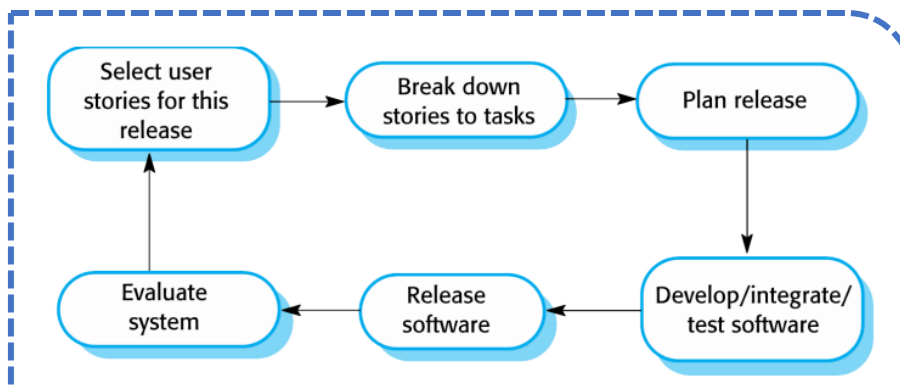 Select user
stories for this
release
Break down
stories to tasks
Plan release
Evaluate
system
Release
software
Develop/integrate/
test software